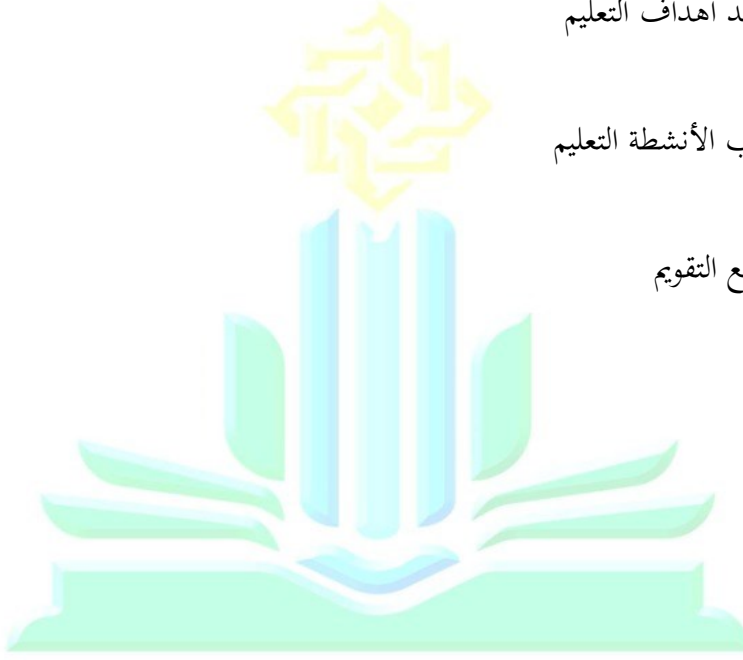 د اهداف التعليم
ب الأنشطة التعليم
ع التقويم